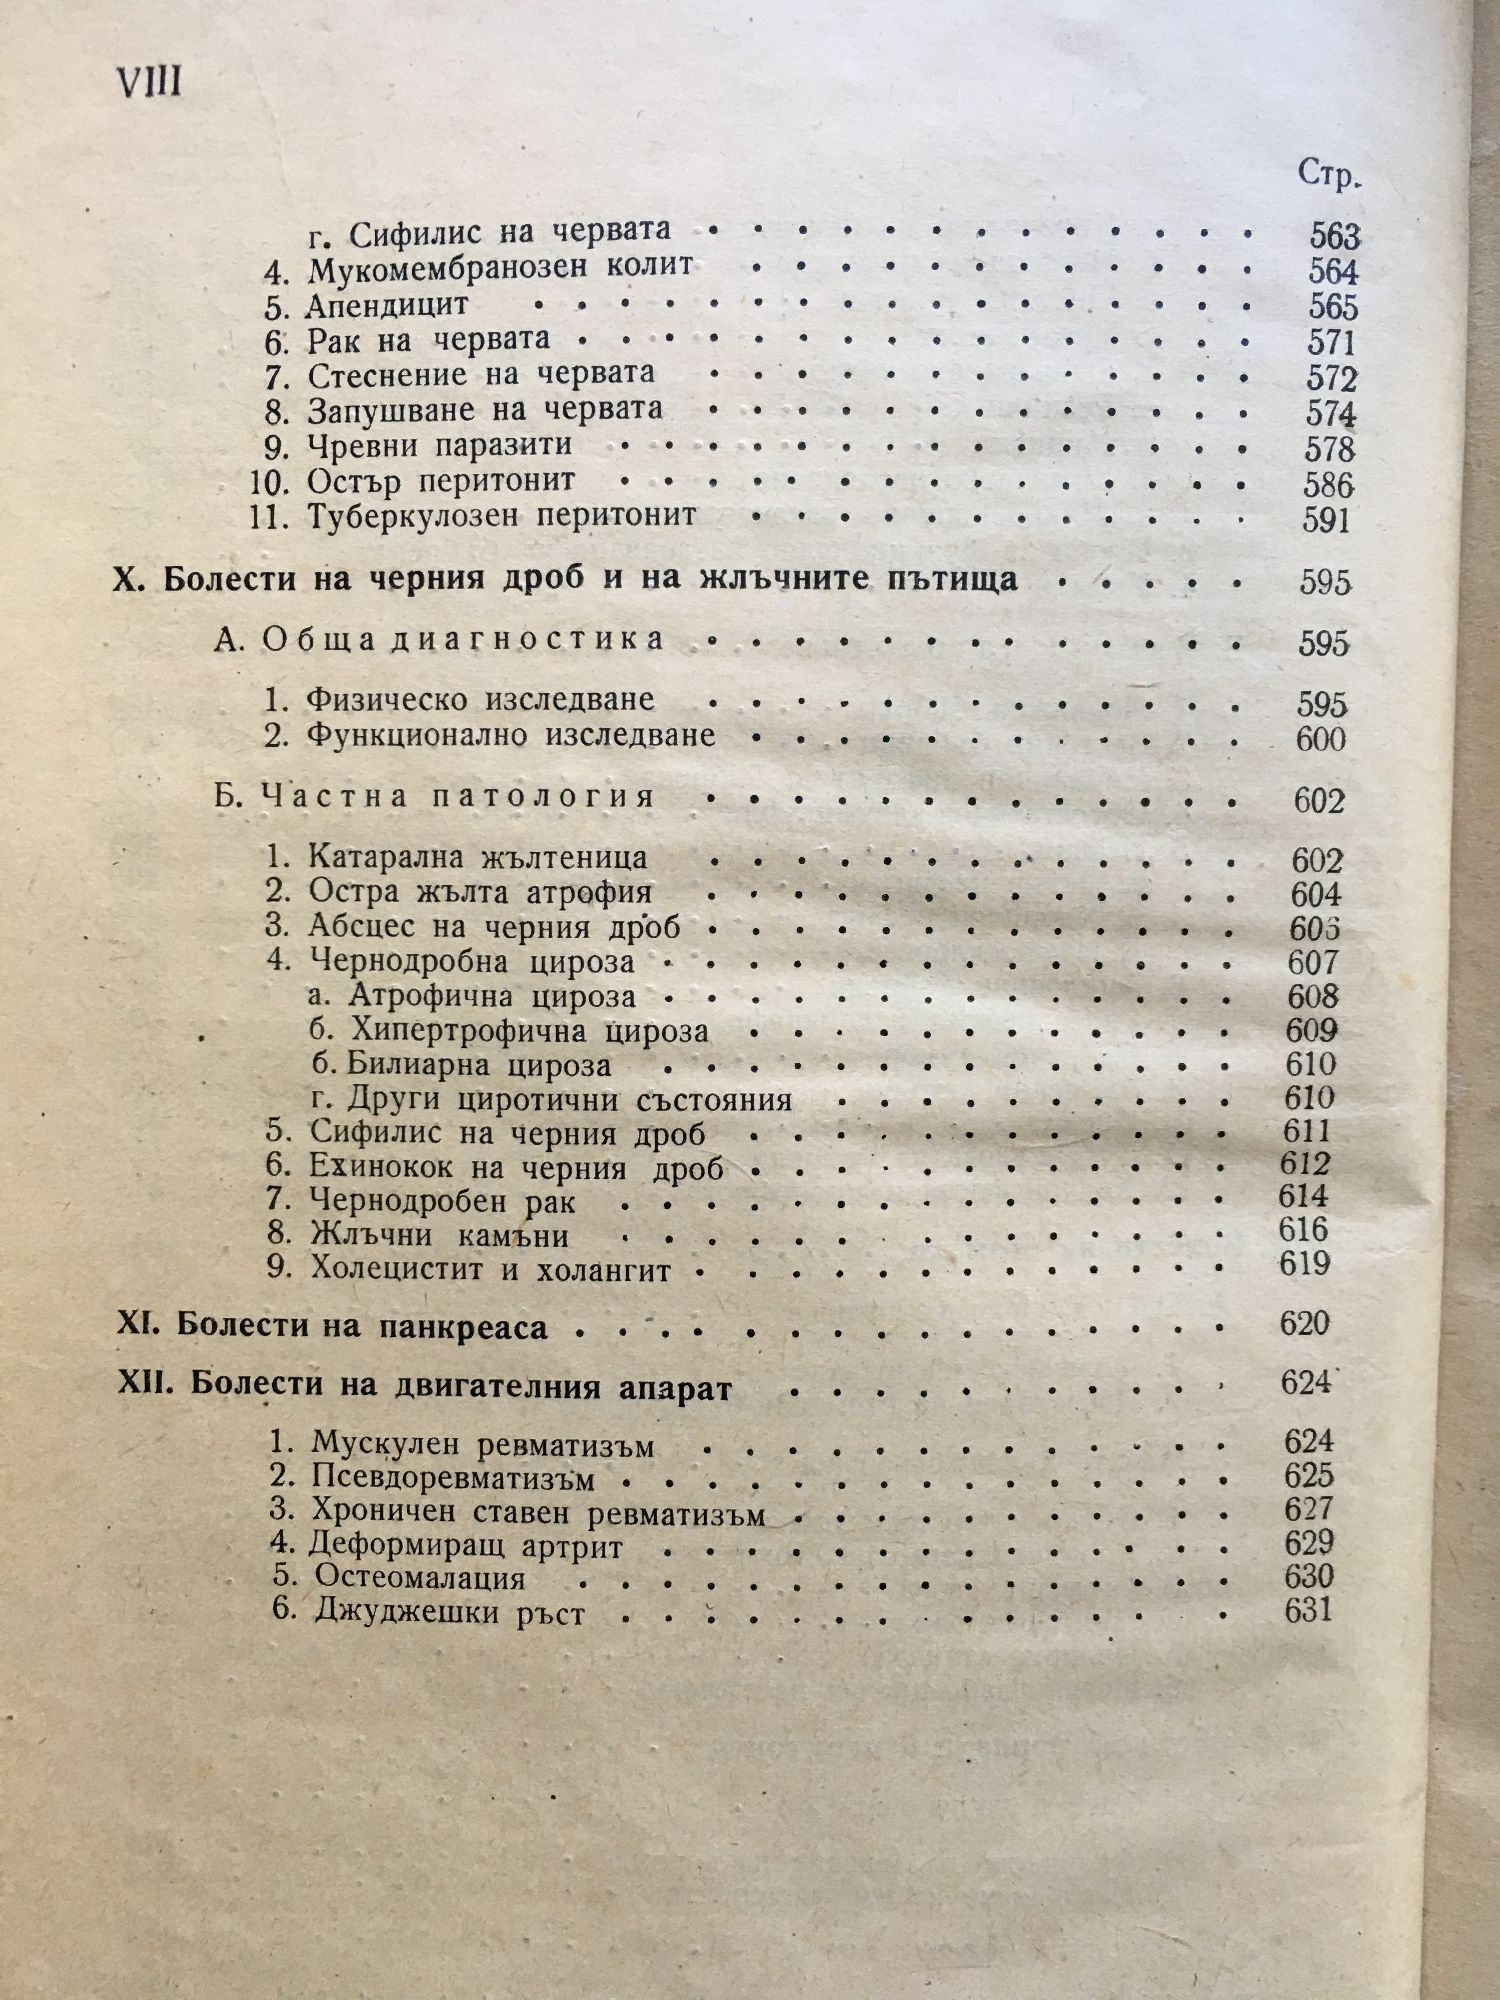 VIII
Стр.
г. Сифилис на червата . . . . . . . . . . . . . 563
4. Мукомембранозен колит . . . . . . . . . . . . 564
5. Апендицит . . . . . . . . . . . . . . . . . 565
6. Рак на червата . . . . . . . . . . . . . . . . 571
7. Стеснение на червата . . . . . . . . . . . . . 572
8. Запушване на червата . . . . . . . . . . . . . 574
9. Чревни паразити . . . . . . . . . . . . . . . 578
10. Остър перитонит . . . . . . . . . . . . . . . 586
11. Туберкулозен перитонит . . . . . . . . . . . . 591
X. Болести на черния дроб и на жлъчните пътища . . . . . 595
А. Обща диагностика . . . . . . . . . . . . . 595
1. Физическо изследване . . . . . . . . . . . . . 595
2. Функционално изследване . . . . . . . . . . . . 600
Б. Частна патология . . . . . . . . . . . . . 602
1. Катарална жълтеница . . . . . . . . . . . . . 602
2. Остра жълта атрофия . . . . . . . . . . . . . 604
3. Абсцес на черния дроб . . . . . . . . . . . . . 606
4. Чернодробна цироза . . . . . . . . . . . . . . 607
а. Атрофична цироза . . . . . . . . . . . . . . 608
б. Хипертрофична цироза . . . . . . . . . . . . 609
б. Билиарна цироза . . . . . . . . . . . . . . 610
г. Други циротични състояния . . . . . . . . . . 610
5. Сифилис на черния дроб . . . . . . . . . . . . 611
6. Ехинокок на черния дроб . . . . . . . . . . . . 612
7. Чернодробен рак . . . . . . . . . . . . . . . 614
8. Жлъчни камъни . . . . . . . . . . . . . . 616
9. Холецистит и холангит . . . . . . . . . . . . . 619
XI. Болести на панкреаса . . . . . . . . . . . . . . . 620
XII. Болести на двигателния апарат . . . . . . . . . . . 624
1. Мускулен ревматизъм . . . . . . . . . . . . . 624
2. Псевдоревматизъм . . . . . . . . . . . . . . . 625
3. Хроничен ставен ревматизъм . . . . . . . . . . . 627
4. Деформиращ артрит . . . . . . . . . . . . . . 629
5. Остеомалация . . . . . . . . . . . . . . . . 630
6. Джуджешки ръст . . . . . . . . . . . . . . 631